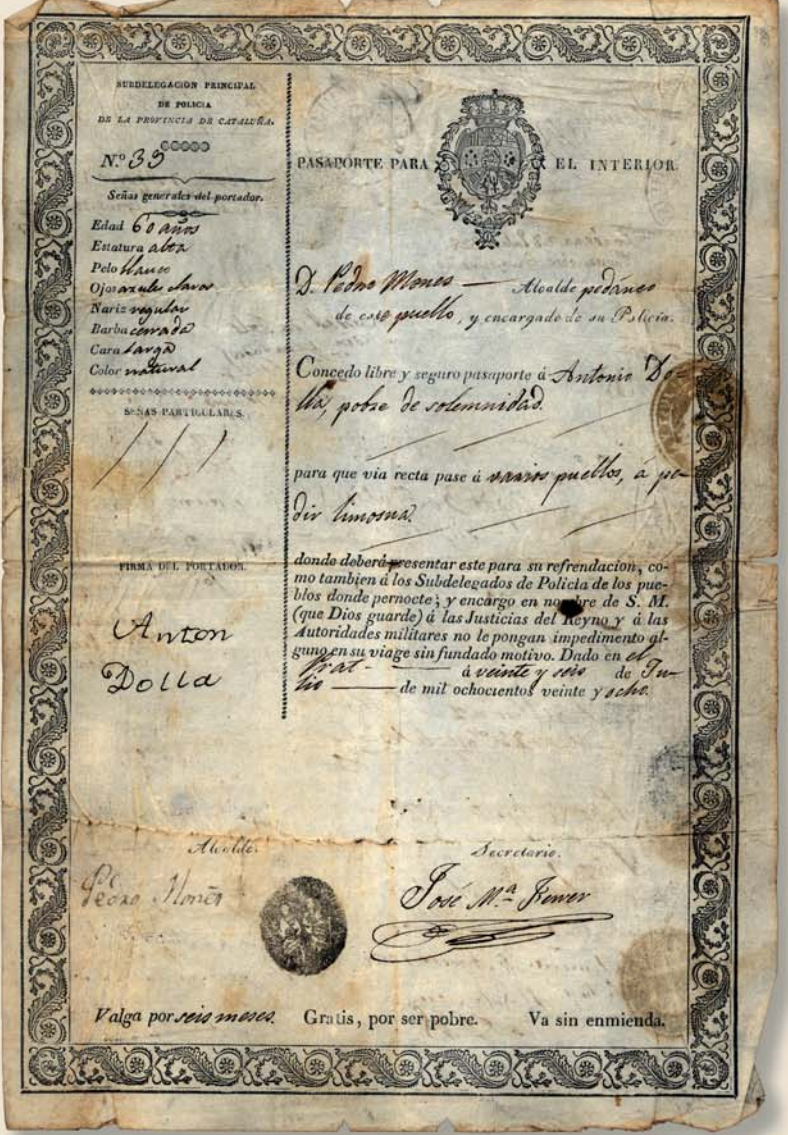 SUBDELEGACION PRINCIPAL
DE POLICIA
DE LA PROVINCIA DE CATALUÑA.
N.º 33
Señas generales del portador.
Edad 60 años
Estatura alta
Pelo blanco
Ojos azules claros
Nariz regular
Barba cerrada
Cara larga
Color natural
SEÑAS PARTICULARES.
FIRMA DEL PORTADOR.
Anton
Dolla
PASAPORTE PARA EL INTERIOR.
D. Pedro Mones — Alcalde pedáneo
de este pueblo, y encargado de su Policia.
Concedo libre y seguro pasaporte á Antonio Do-
lla, pobre de solemnidad.
para que via recta pase á varios pueblos, á pe-
dir limosna.
donde deberá presentar este para su refrendacion, co-
mo tambien á los Subdelegados de Policia de los pue-
blos donde pernocte; y encargo en nombre de S. M.
(que Dios guarde) á las Justicias del Reyno y á las
Autoridades militares no le pongan impedimento al-
guno en su viage sin fundado motivo. Dado en el
Prat — á veinte y seis de Ju-
lio — de mil ochocientos veinte y ocho.
Alcalde.
Pedro Mones
Secretario.
José M.ª Ferrer
Valga por seis meses. Gratis, por ser pobre. Va sin enmienda.